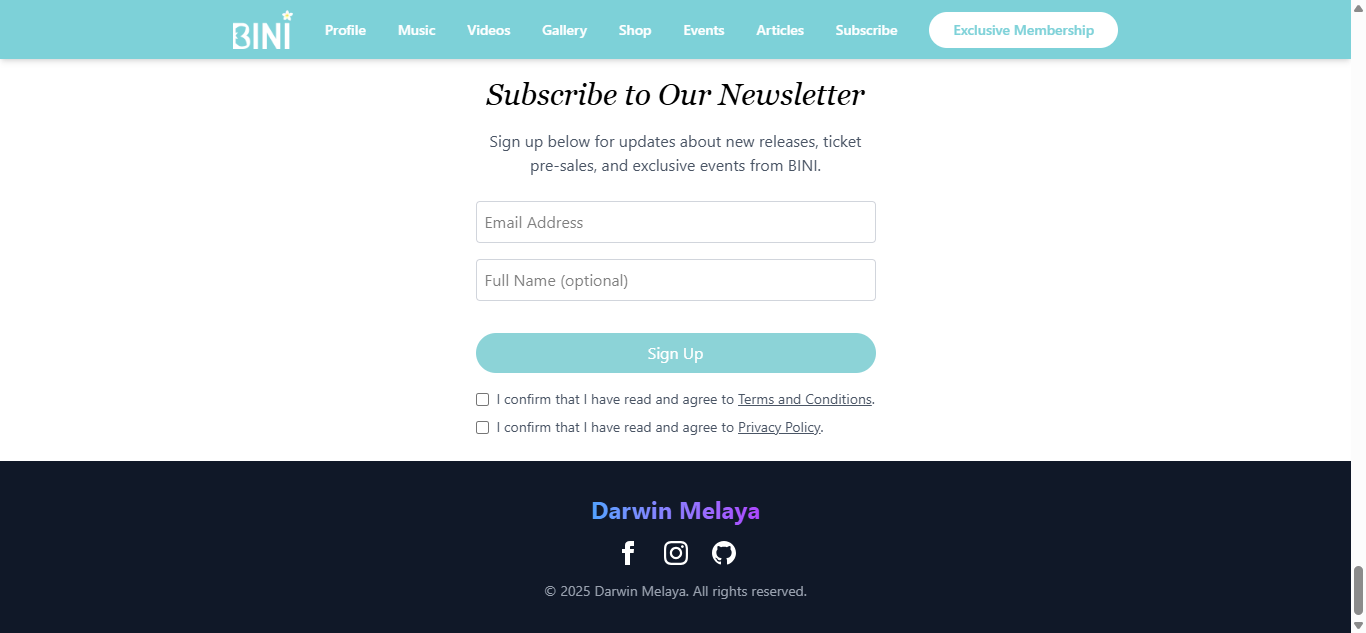 BINI Profile Music Videos Gallery Shop Events Articles Subscribe Exclusive Membership
Subscribe to Our Newsletter
Sign up below for updates about new releases, ticket
pre-sales, and exclusive events from BINI.
Email Address
Full Name (optional)
Sign Up
I confirm that I have read and agree to Terms and Conditions.
I confirm that I have read and agree to Privacy Policy.
Darwin Melaya
© 2025 Darwin Melaya. All rights reserved.